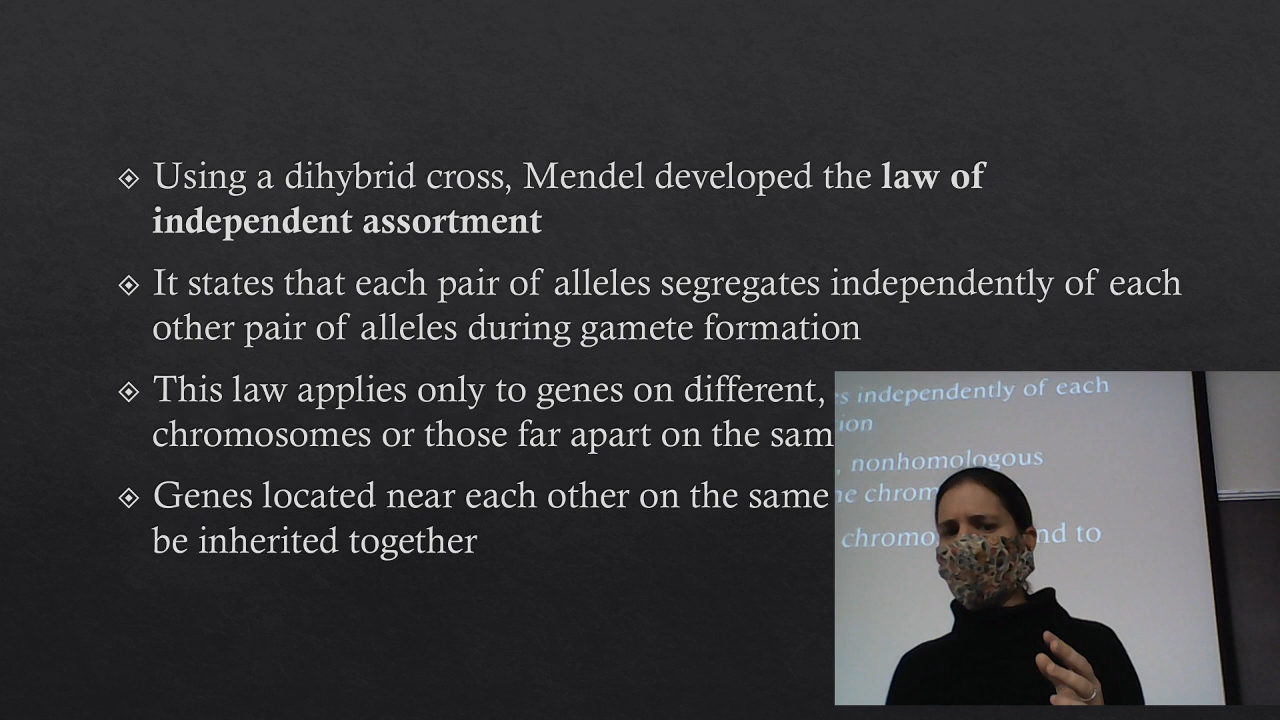 Using a dihybrid cross, Mendel developed the law of
independent assortment
It states that each pair of alleles segregates independently of each
other pair of alleles during gamete formation
This law applies only to genes on different,
chromosomes or those far apart on the sam
Genes located near each other on the same
be inherited together
s independently of each
ion
, nonhomologous
e chrom
chromo nd to